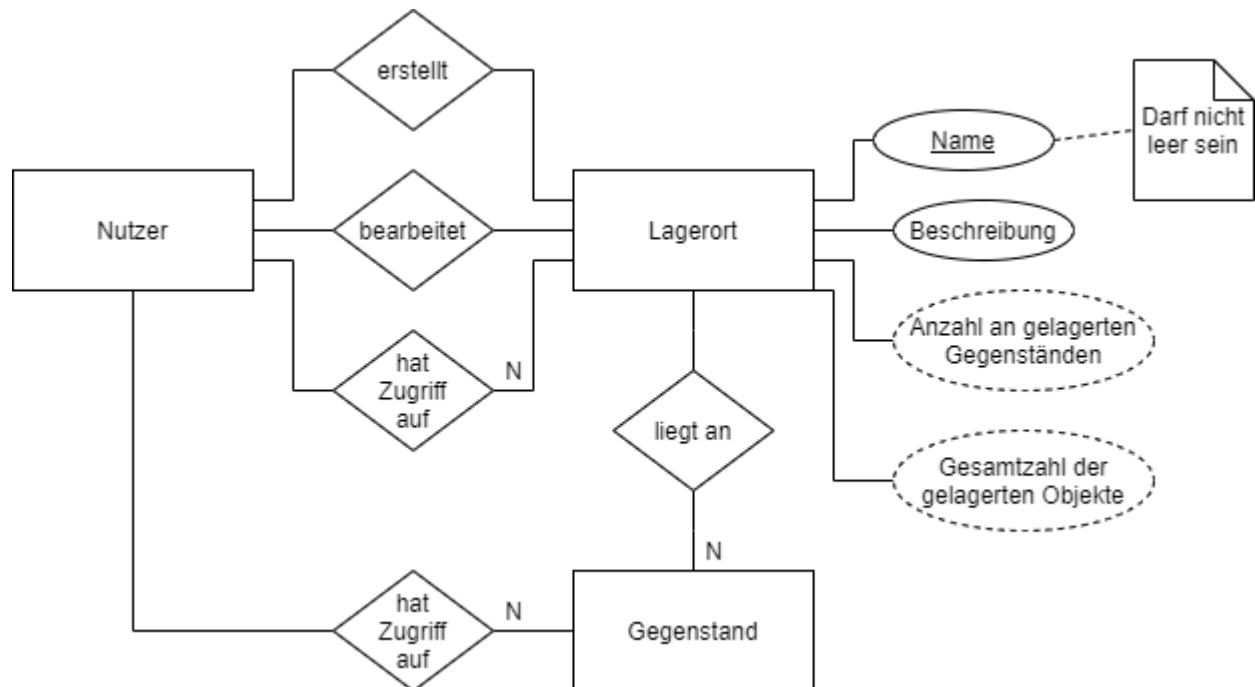 erstellt
Name
Darf nicht
leer sein
Nutzer
bearbeitet
Lagerort
Beschreibung
hat
Zugriff
auf
N
Anzahl an gelagerten
Gegenständen
liegt an
Gesamtzahl der
gelagerten Objekte
N
hat
Zugriff
auf
N
Gegenstand